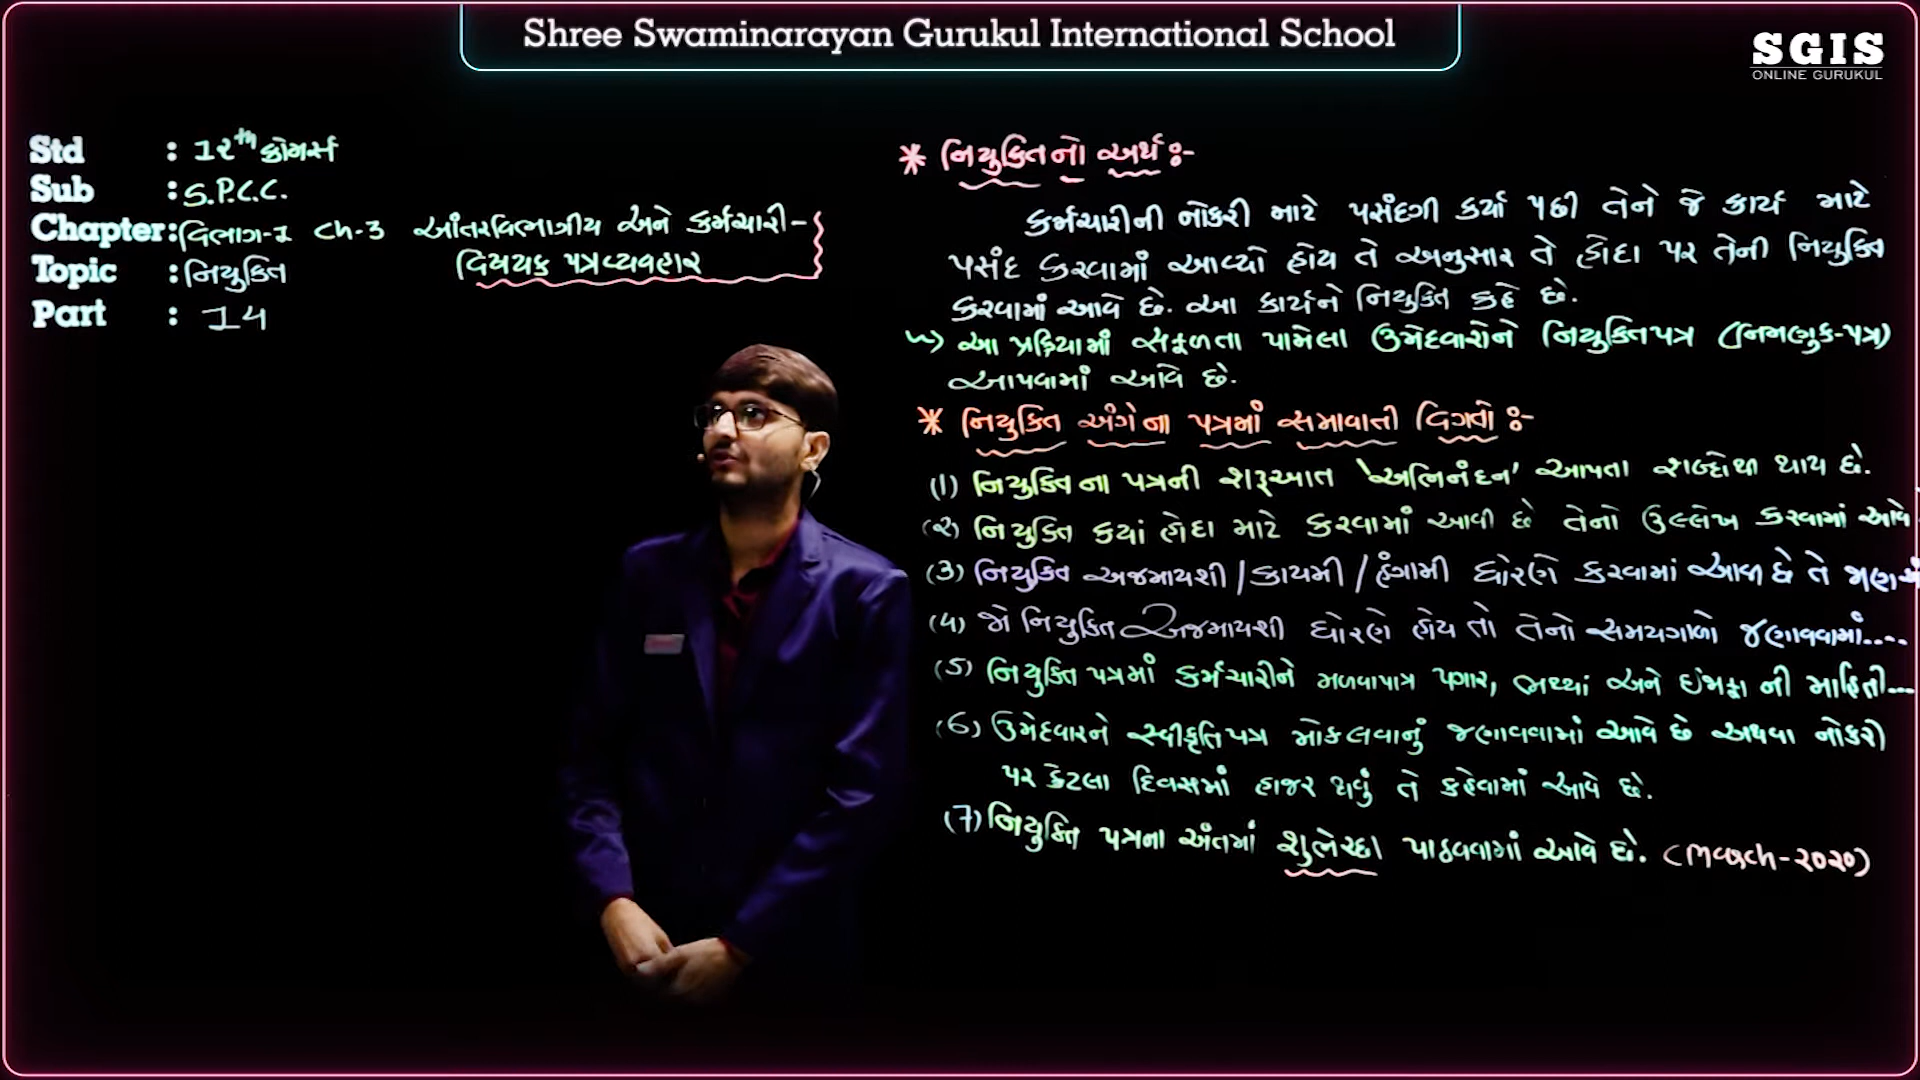 Shree Swaminarayan Gurukul International School
SGIS
ONLINE GURUKUL
Std : 12th કોમર્સ
Sub : S.P.C.C.
Chapter: વિભાગ-1 Ch-3 આંતરવિભાગીય અને કર્મચારી-
વિષયક પત્રવ્યવહાર
Topic : નિયુક્તિ
Part : 14
* નિયુક્તિનો અર્થ :-
કર્મચારીની નોકરી માટે પસંદગી કર્યા પછી તેને જે કાર્ય માટે
પસંદ કરવામાં આવ્યો હોય તે અનુસાર તે હોદા પર તેની નિયુક્તિ
કરવામાં આવે છે. આ કાર્યને નિયુક્તિ કહે છે.
આ પ્રક્રિયામાં સફળતા પામેલા ઉમેદવારોને નિયુક્તિપત્ર (નિમણુક-પત્ર)
આપવામાં આવે છે.
* નિયુક્તિ અંગેના પત્રમાં સમાવાતી વિગતો :-
(1) નિયુક્તિના પત્રની શરૂઆત 'અભિનંદન' આપતા શબ્દોથી થાય છે.
(૨) નિયુક્તિ કયાં હોદા માટે કરવામાં આવી છે તેનો ઉલ્લેખ કરવામાં આવે
(3) નિયુક્તિ અજમાયશી / કાયમી / હંગામી ધોરણે કરવામાં આવી છે તે
(4) જો નિયુક્તિ અજમાયશી ધોરણે હોય તો તેનો સમયગાળો જણાવવામાં....
(5) નિયુક્તિ પત્રમાં કર્મચારીને મળવાપાત્ર પગાર, ભથ્થાં અને ઇજાફા ની માહિતી...
(6) ઉમેદવારને સ્વીકૃતિપત્ર મોકલવાનું જણાવવામાં આવે છે અથવા નોકરી
પર કેટલા દિવસમાં હાજર થવું તે કહેવામાં આવે છે.
(7) નિયુક્તિ પત્રના અંતમાં શુભેચ્છા પાઠવવામાં આવે છે. (March-૨૦૨૦)